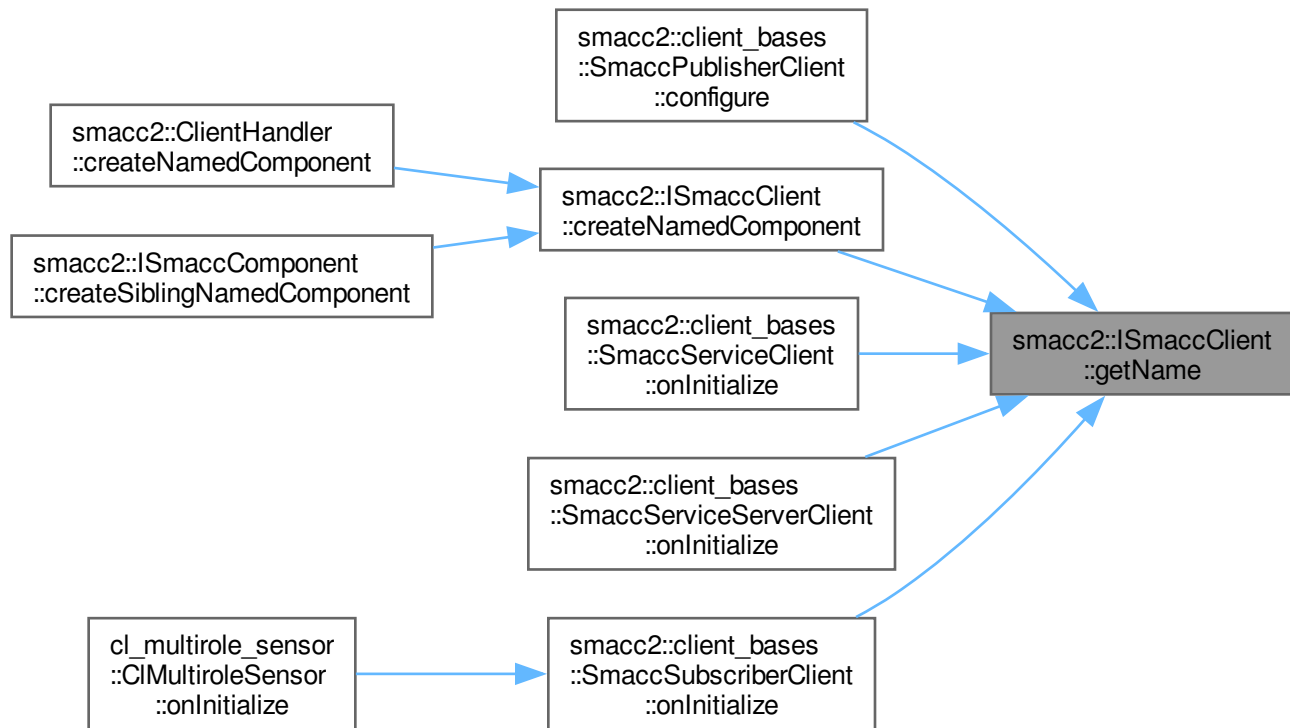 smacc2::client_bases
::SmaccPublisherClient
::configure
smacc2::ClientHandler
::createNamedComponent
smacc2::ISmaccClient
::createNamedComponent
smacc2::ISmaccComponent
::createSiblingNamedComponent
smacc2::client_bases
::SmaccServiceClient
::onInitialize
smacc2::ISmaccClient
::getName
smacc2::client_bases
::SmaccServiceServerClient
::onInitialize
cl_multirole_sensor
::ClMultiroleSensor
::onInitialize
smacc2::client_bases
::SmaccSubscriberClient
::onInitialize